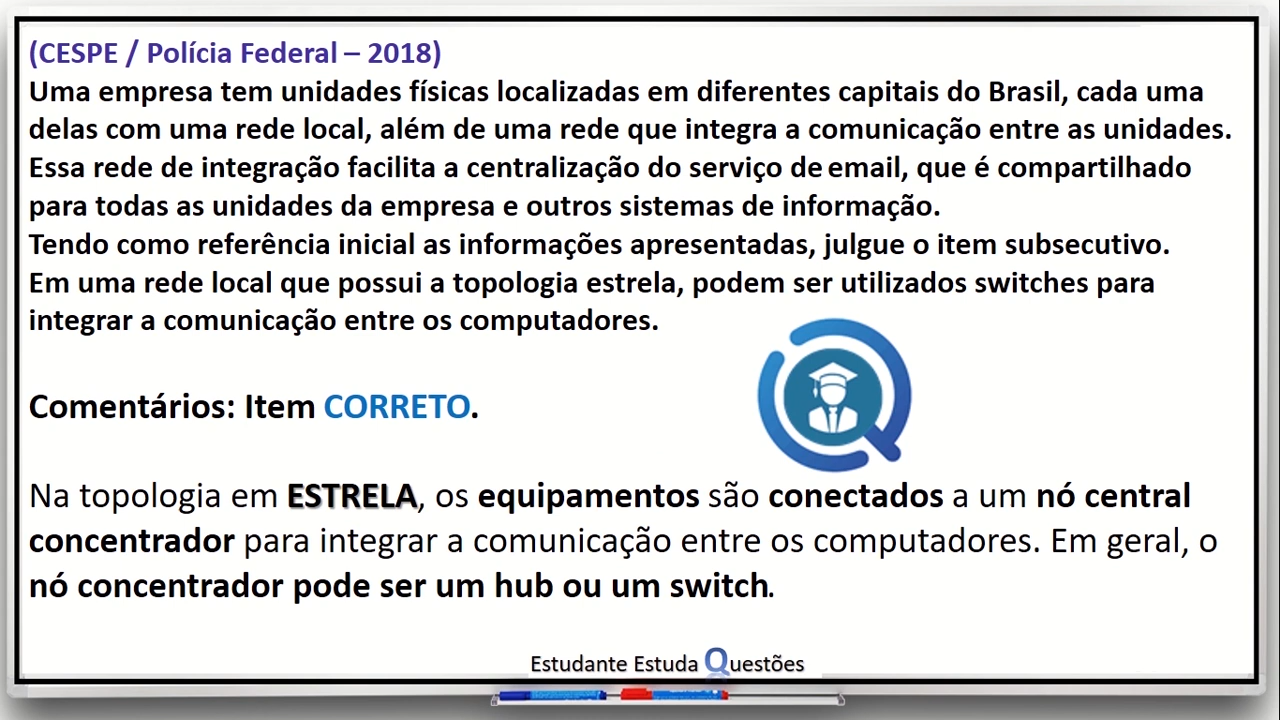 (CESPE / Polícia Federal – 2018)
Uma empresa tem unidades físicas localizadas em diferentes capitais do Brasil, cada uma
delas com uma rede local, além de uma rede que integra a comunicação entre as unidades.
Essa rede de integração facilita a centralização do serviço de email, que é compartilhado
para todas as unidades da empresa e outros sistemas de informação.
Tendo como referência inicial as informações apresentadas, julgue o item subsecutivo.
Em uma rede local que possui a topologia estrela, podem ser utilizados switches para
integrar a comunicação entre os computadores.
Comentários: Item CORRETO.
Na topologia em ESTRELA, os equipamentos são conectados a um nó central
concentrador para integrar a comunicação entre os computadores. Em geral, o
nó concentrador pode ser um hub ou um switch.
Estudante Estuda Questões